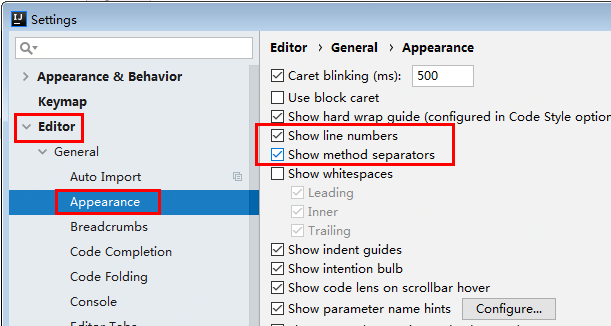 Settings
Appearance & Behavior
Keymap
Editor
General
Auto Import
Appearance
Breadcrumbs
Code Completion
Code Folding
Console
Editor › General › Appearance
Caret blinking (ms): 500
Use block caret
Show hard wrap guide (configured in Code Style option
Show line numbers
Show method separators
Show whitespaces
Leading
Inner
Trailing
Show indent guides
Show intention bulb
Show code lens on scrollbar hover
Show parameter name hints Configure...